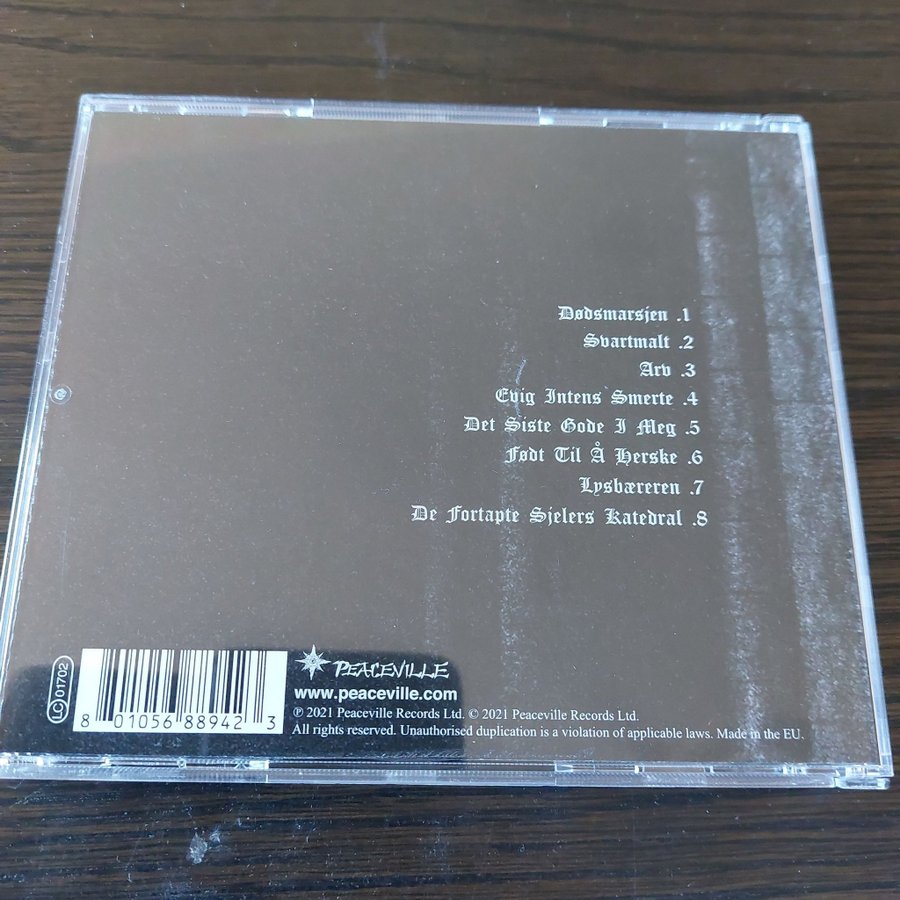 Dødsmarsjen .1
Svartmalt .2
Arv .3
Evig Intens Smerte .4
Det Siste Gode I Meg .5
Født Til Å Herske .6
Lysbæreren .7
De Fortapte Sjelers Katedral .8
LC 01702
8 01056 88942 3
PEACEVILLE
www.peaceville.com
℗ 2021 Peaceville Records Ltd. © 2021 Peaceville Records Ltd.
All rights reserved. Unauthorised duplication is a violation of applicable laws. Made in the EU.